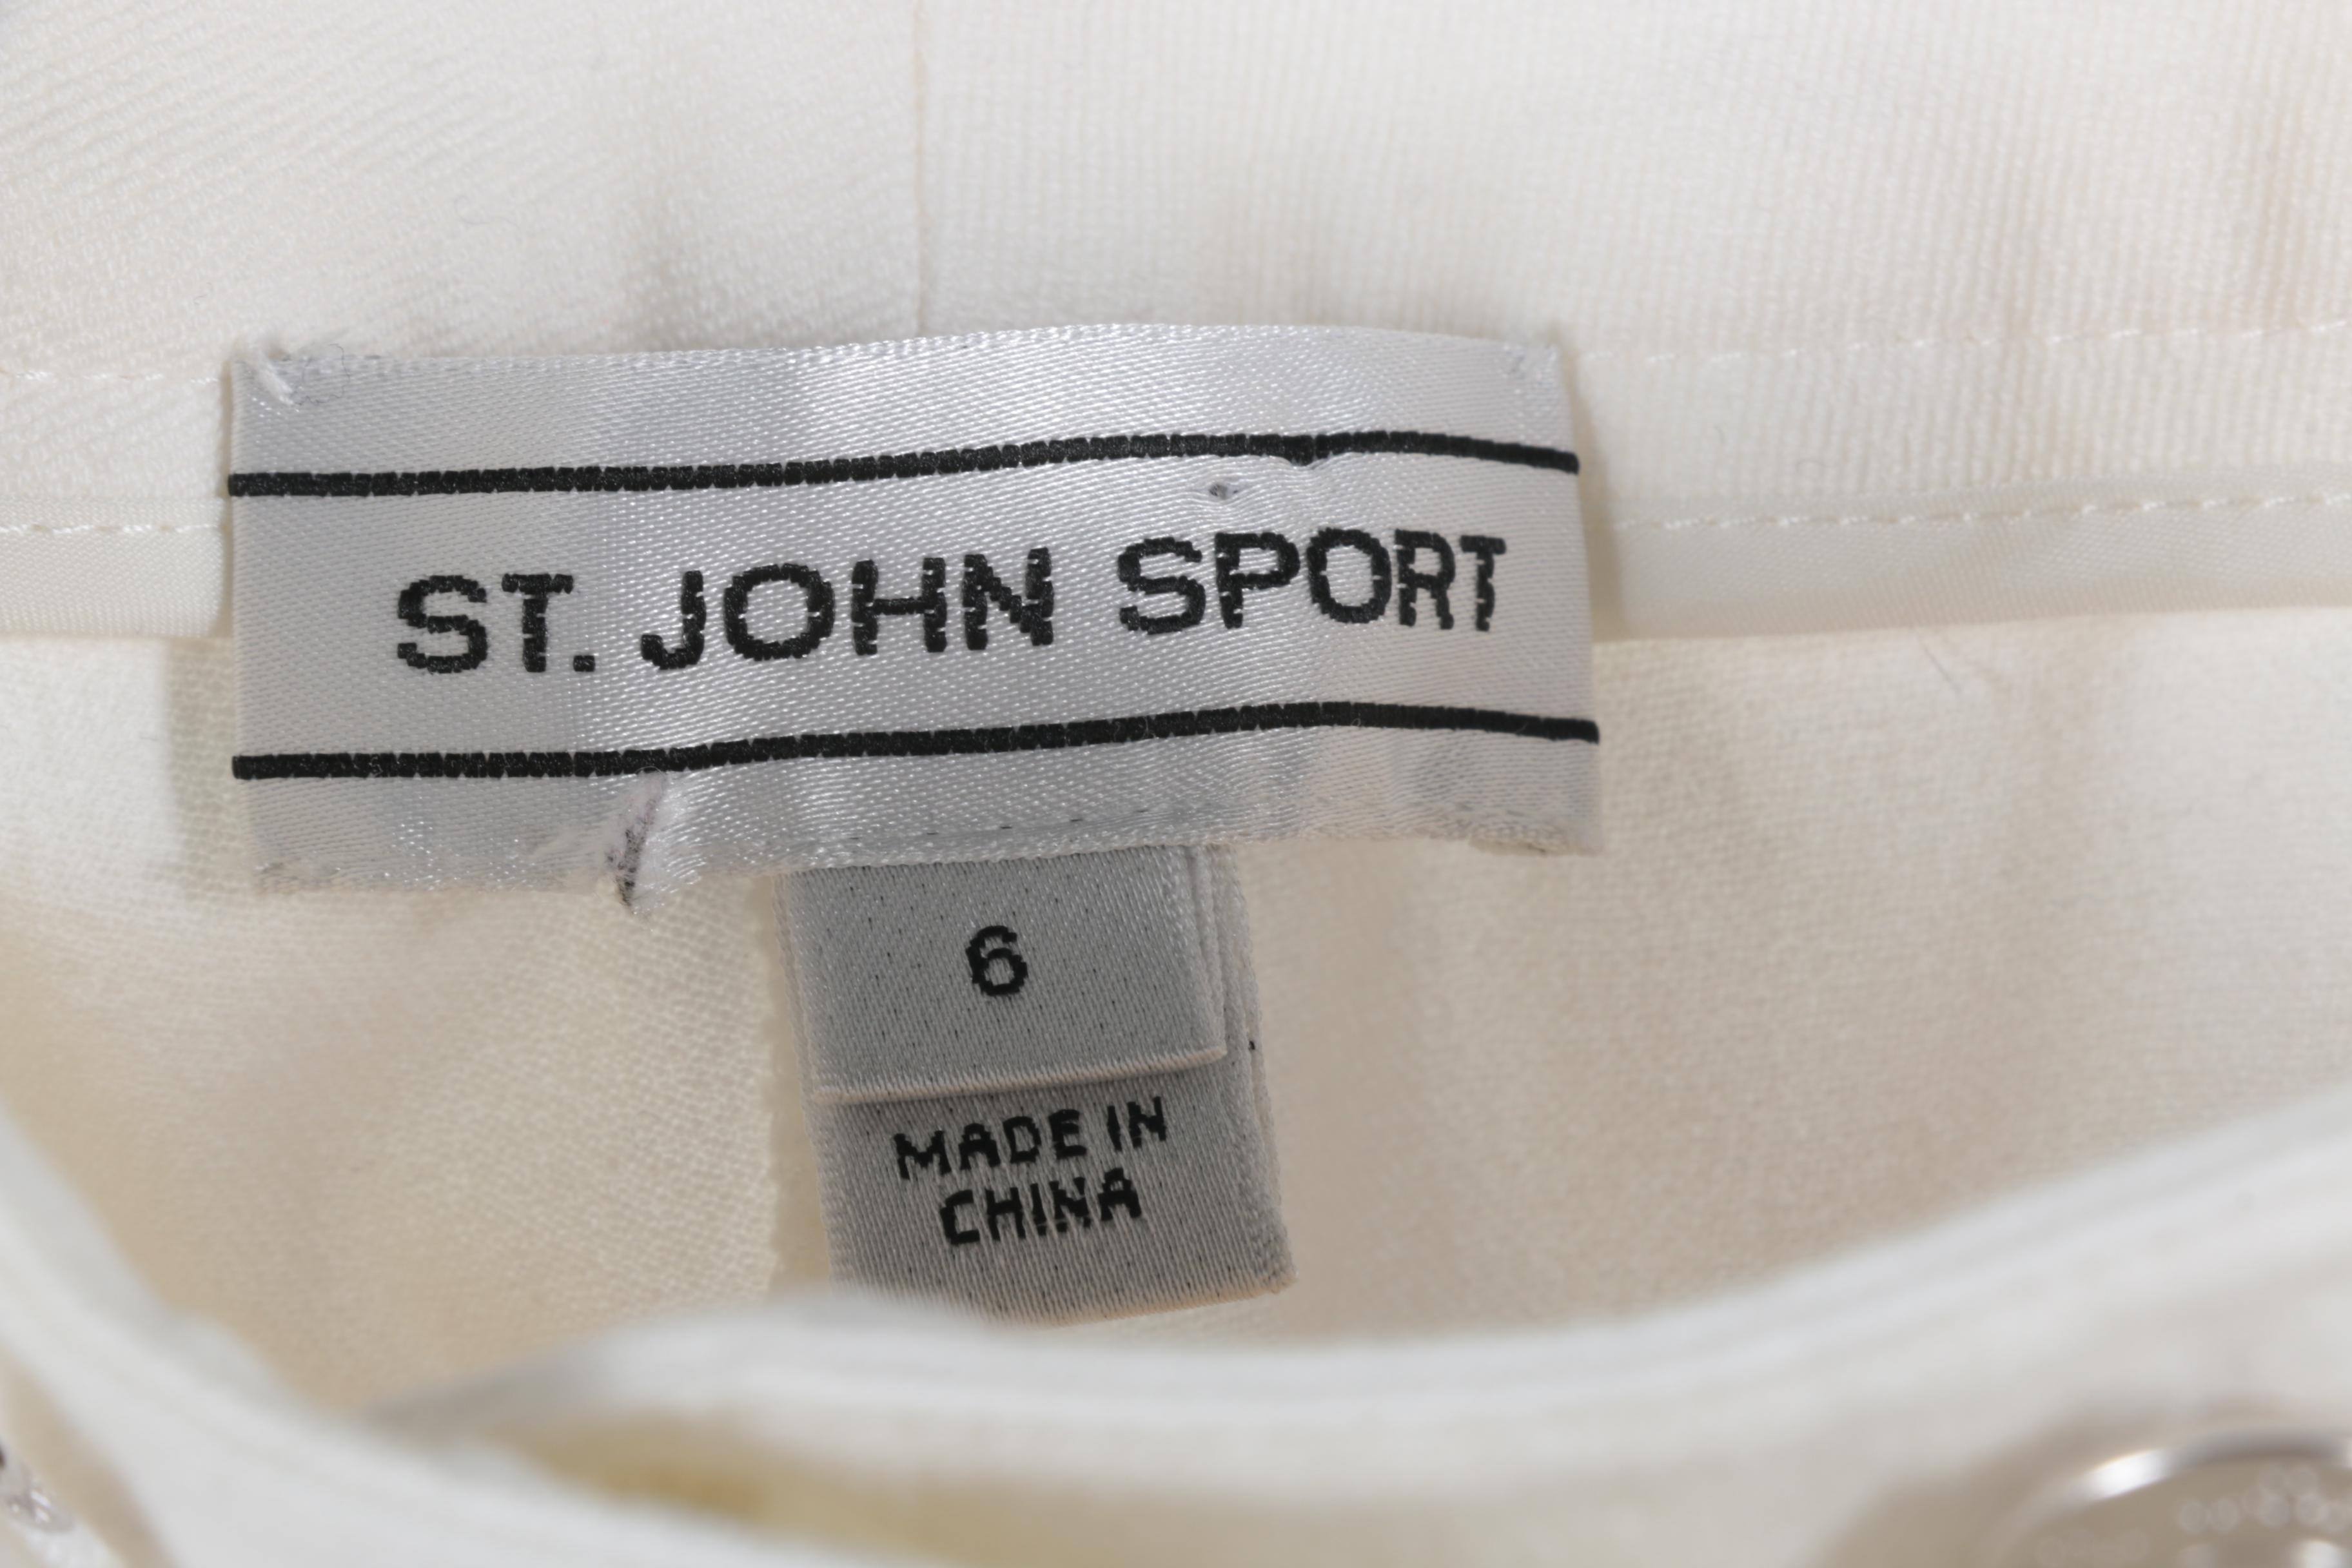 ST. JOHN SPORT
6
MADE IN
CHINA